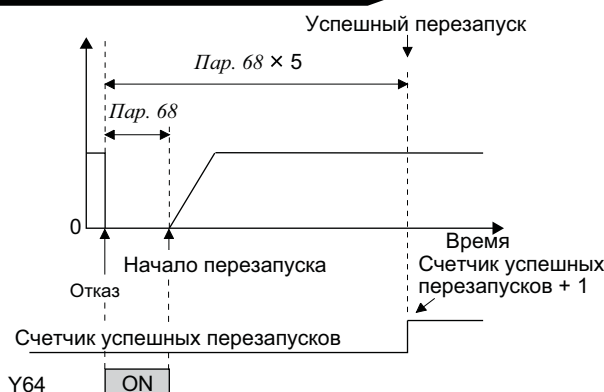 Успешный перезапуск
Пар. 68 × 5
Пар. 68
0
Время
Начало перезапуска
Счетчик успешных
перезапусков + 1
Отказ
Счетчик успешных перезапусков
Y64
ON